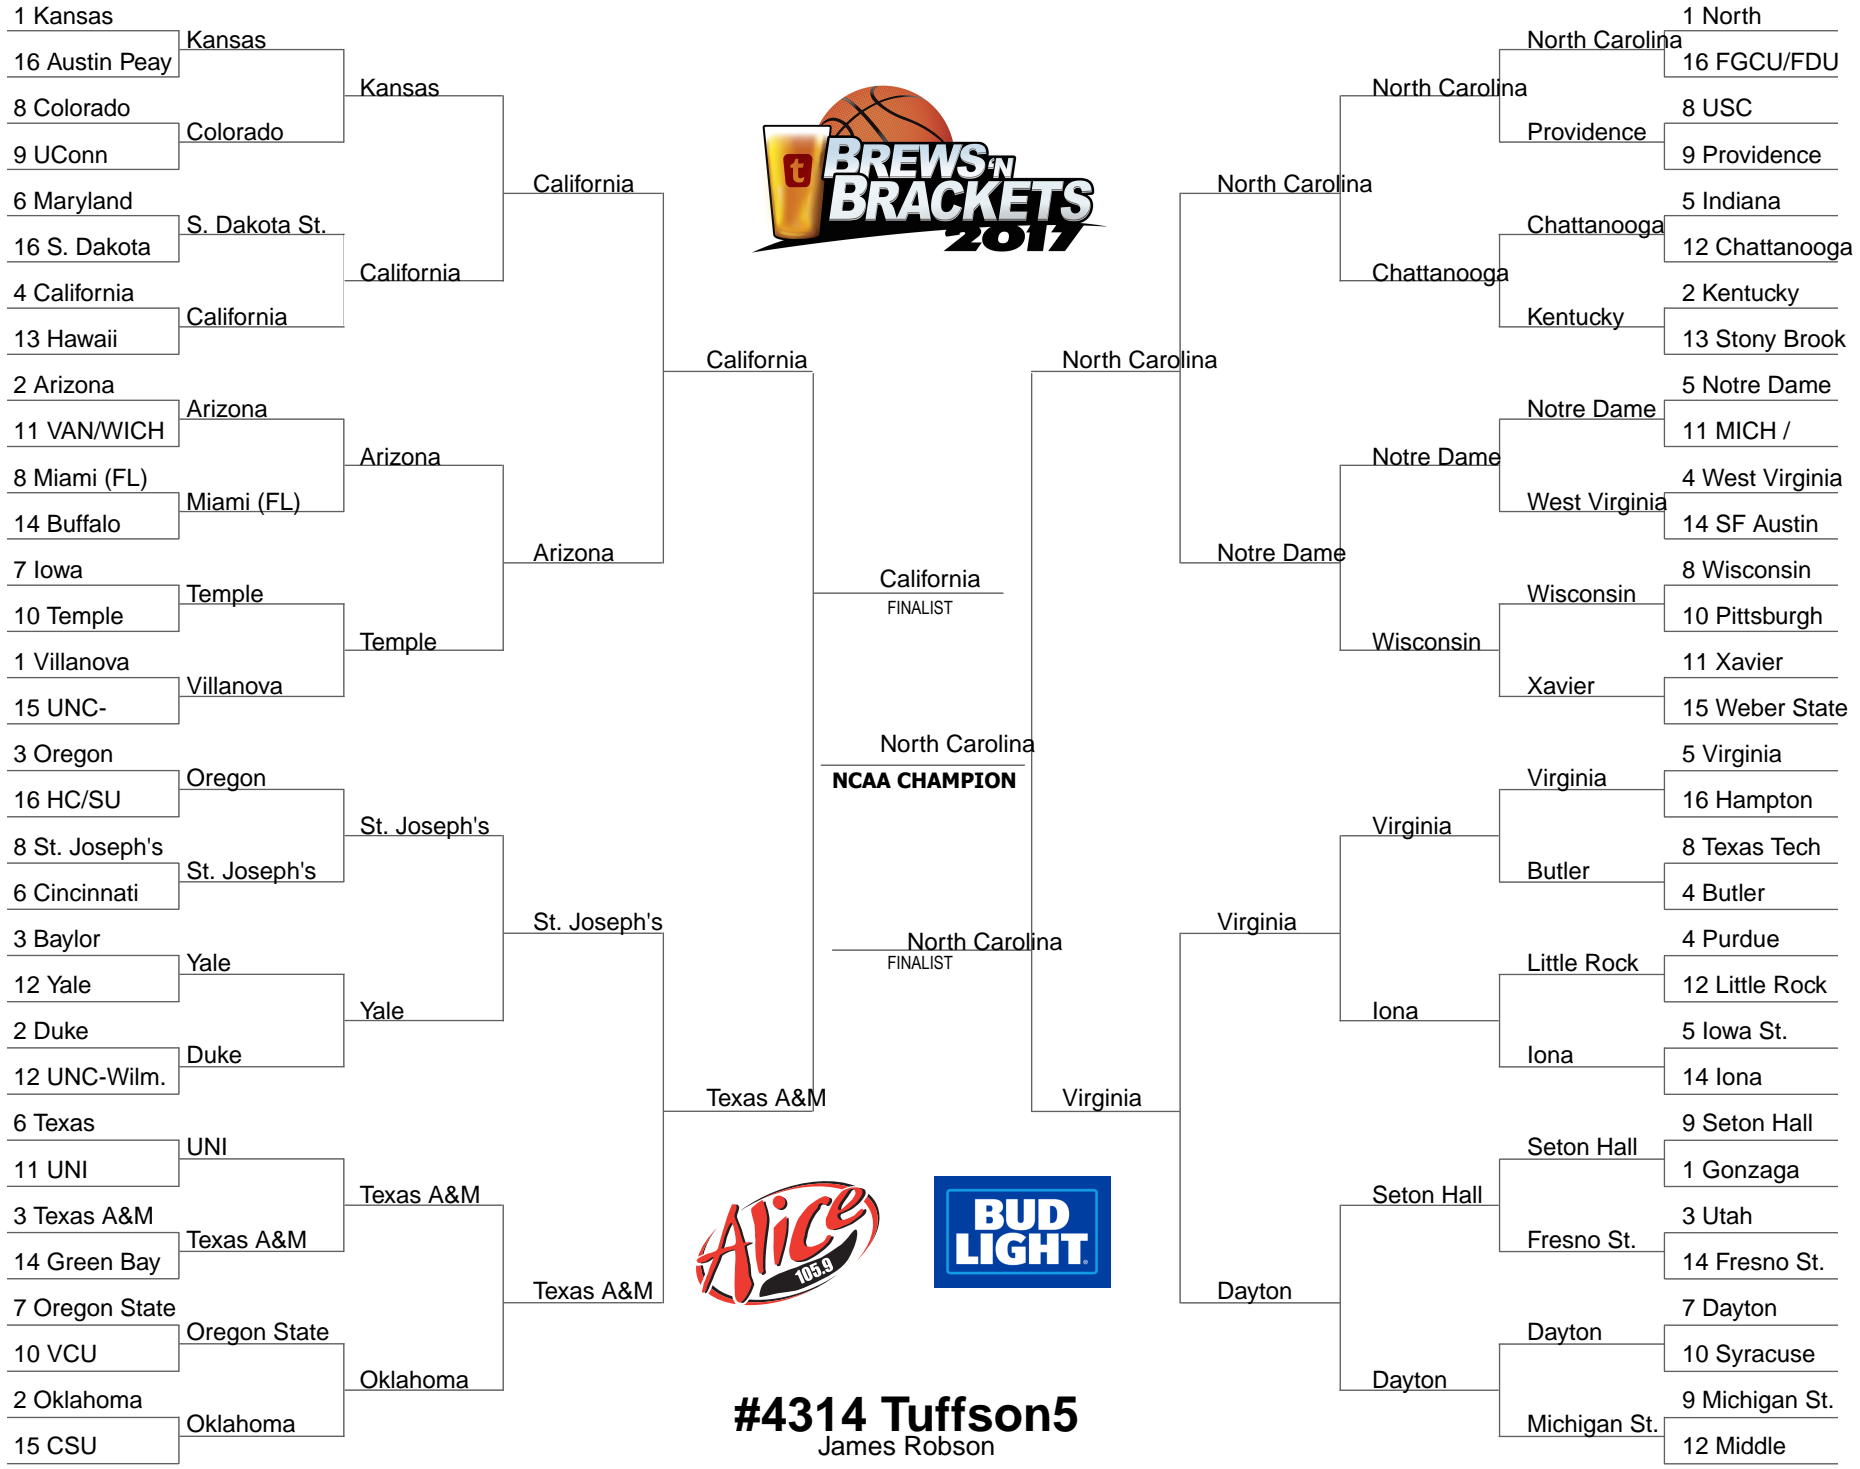 1 Kansas
16 Austin Peay
8 Colorado
9 UConn
6 Maryland
16 S. Dakota
4 California
13 Hawaii
2 Arizona
11 VAN/WICH
8 Miami (FL)
14 Buffalo
7 Iowa
10 Temple
1 Villanova
15 UNC-
3 Oregon
16 HC/SU
8 St. Joseph's
6 Cincinnati
3 Baylor
12 Yale
2 Duke
12 UNC-Wilm.
6 Texas
11 UNI
3 Texas A&M
14 Green Bay
7 Oregon State
10 VCU
2 Oklahoma
15 CSU
Kansas
Colorado
S. Dakota St.
California
Arizona
Miami (FL)
Temple
Villanova
Oregon
St. Joseph's
Yale
Duke
UNI
Texas A&M
Oregon State
Oklahoma
Kansas
California
Arizona
Temple
St. Joseph's
Yale
Texas A&M
Oklahoma
California
Arizona
St. Joseph's
Texas A&M
California
Texas A&M
t
BREWS 'N
BRACKETS
2017
California
FINALIST
North Carolina
NCAA CHAMPION
North Carolina
FINALIST
Alice
105.9
BUD
LIGHT
#4314 Tuffson5
James Robson
North Carolina
Virginia
North Carolina
Notre Dame
Virginia
Dayton
North Carolina
Chattanooga
Notre Dame
Wisconsin
Virginia
Iona
Seton Hall
Dayton
North Carolina
Providence
Chattanooga
Kentucky
Notre Dame
West Virginia
Wisconsin
Xavier
Virginia
Butler
Little Rock
Iona
Seton Hall
Fresno St.
Dayton
Michigan St.
1 North
16 FGCU/FDU
8 USC
9 Providence
5 Indiana
12 Chattanooga
2 Kentucky
13 Stony Brook
5 Notre Dame
11 MICH /
4 West Virginia
14 SF Austin
8 Wisconsin
10 Pittsburgh
11 Xavier
15 Weber State
5 Virginia
16 Hampton
8 Texas Tech
4 Butler
4 Purdue
12 Little Rock
5 Iowa St.
14 Iona
9 Seton Hall
1 Gonzaga
3 Utah
14 Fresno St.
7 Dayton
10 Syracuse
9 Michigan St.
12 Middle